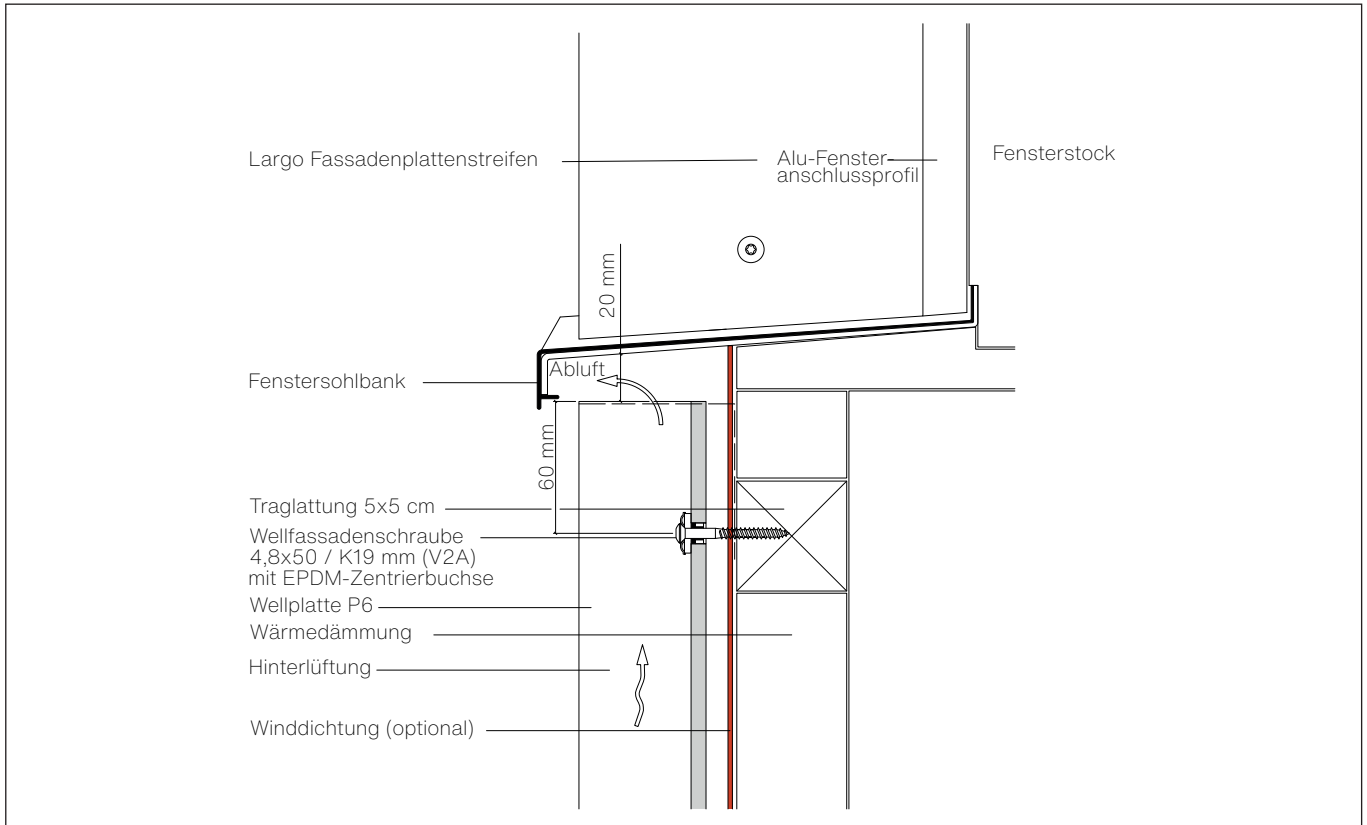 Largo Fassadenplattenstreifen
Alu-Fenster-
anschlussprofil
Fensterstock
20 mm
Fenstersohlbank
Abluft
60 mm
Traglattung 5x5 cm
Wellfassadenschraube
4,8x50 / K19 mm (V2A)
mit EPDM-Zentrierbuchse
Wellplatte P6
Wärmedämmung
Hinterlüftung
Winddichtung (optional)